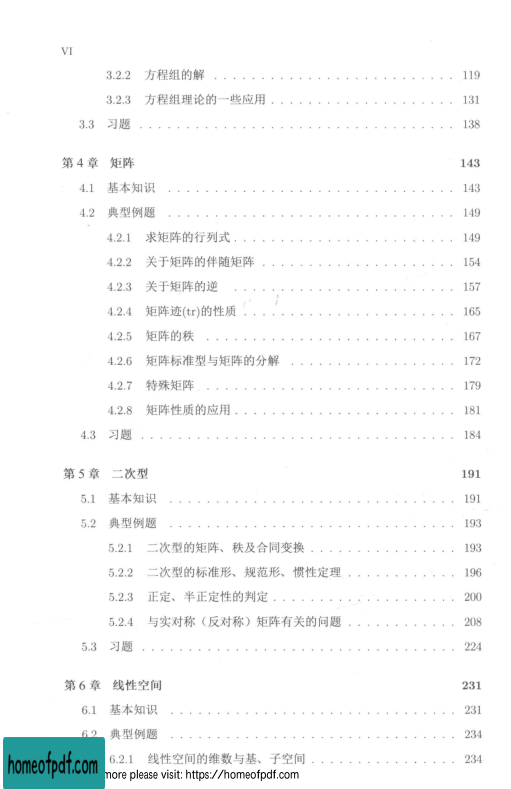 VI
3.2.2 方程组的解 . . . . . . . . . . . . . . . . . . . . . . . . . . 119
3.2.3 方程组理论的一些应用 . . . . . . . . . . . . . . . . . . . . 131
3.3 习题 . . . . . . . . . . . . . . . . . . . . . . . . . . . . . . . . . . 138
第 4 章 矩阵 143
4.1 基本知识 . . . . . . . . . . . . . . . . . . . . . . . . . . . . . . . 143
4.2 典型例题 . . . . . . . . . . . . . . . . . . . . . . . . . . . . . . . 149
4.2.1 求矩阵的行列式 . . . . . . . . . . . . . . . . . . . . . . . . 149
4.2.2 关于矩阵的伴随矩阵 . . . . . . . . . . . . . . . . . . . . . 154
4.2.3 关于矩阵的逆 . . . . . . . . . . . . . . . . . . . . . . . . 157
4.2.4 矩阵迹(tr)的性质 . . . . . . . . . . . . . . . . . . . . . . . 165
4.2.5 矩阵的秩 . . . . . . . . . . . . . . . . . . . . . . . . . . . 167
4.2.6 矩阵标准型与矩阵的分解 . . . . . . . . . . . . . . . . . . 172
4.2.7 特殊矩阵 . . . . . . . . . . . . . . . . . . . . . . . . . . . 179
4.2.8 矩阵性质的应用 . . . . . . . . . . . . . . . . . . . . . . . . 181
4.3 习题 . . . . . . . . . . . . . . . . . . . . . . . . . . . . . . . . . . 184
第 5 章 二次型 191
5.1 基本知识 . . . . . . . . . . . . . . . . . . . . . . . . . . . . . . . 191
5.2 典型例题 . . . . . . . . . . . . . . . . . . . . . . . . . . . . . . . 193
5.2.1 二次型的矩阵、秩及合同变换 . . . . . . . . . . . . . . . . 193
5.2.2 二次型的标准形、规范形、惯性定理 . . . . . . . . . . . . 196
5.2.3 正定、半正定性的判定 . . . . . . . . . . . . . . . . . . . . 200
5.2.4 与实对称（反对称）矩阵有关的问题 . . . . . . . . . . . . 208
5.3 习题 . . . . . . . . . . . . . . . . . . . . . . . . . . . . . . . . . . 224
第 6 章 线性空间 231
6.1 基本知识 . . . . . . . . . . . . . . . . . . . . . . . . . . . . . . . 231
6.2 典型例题 . . . . . . . . . . . . . . . . . . . . . . . . . . . . . . . 234
6.2.1 线性空间的维数与基、子空间 . . . . . . . . . . . . . . . . 234
homeofpdf.com
more please visit: https://homeofpdf.com